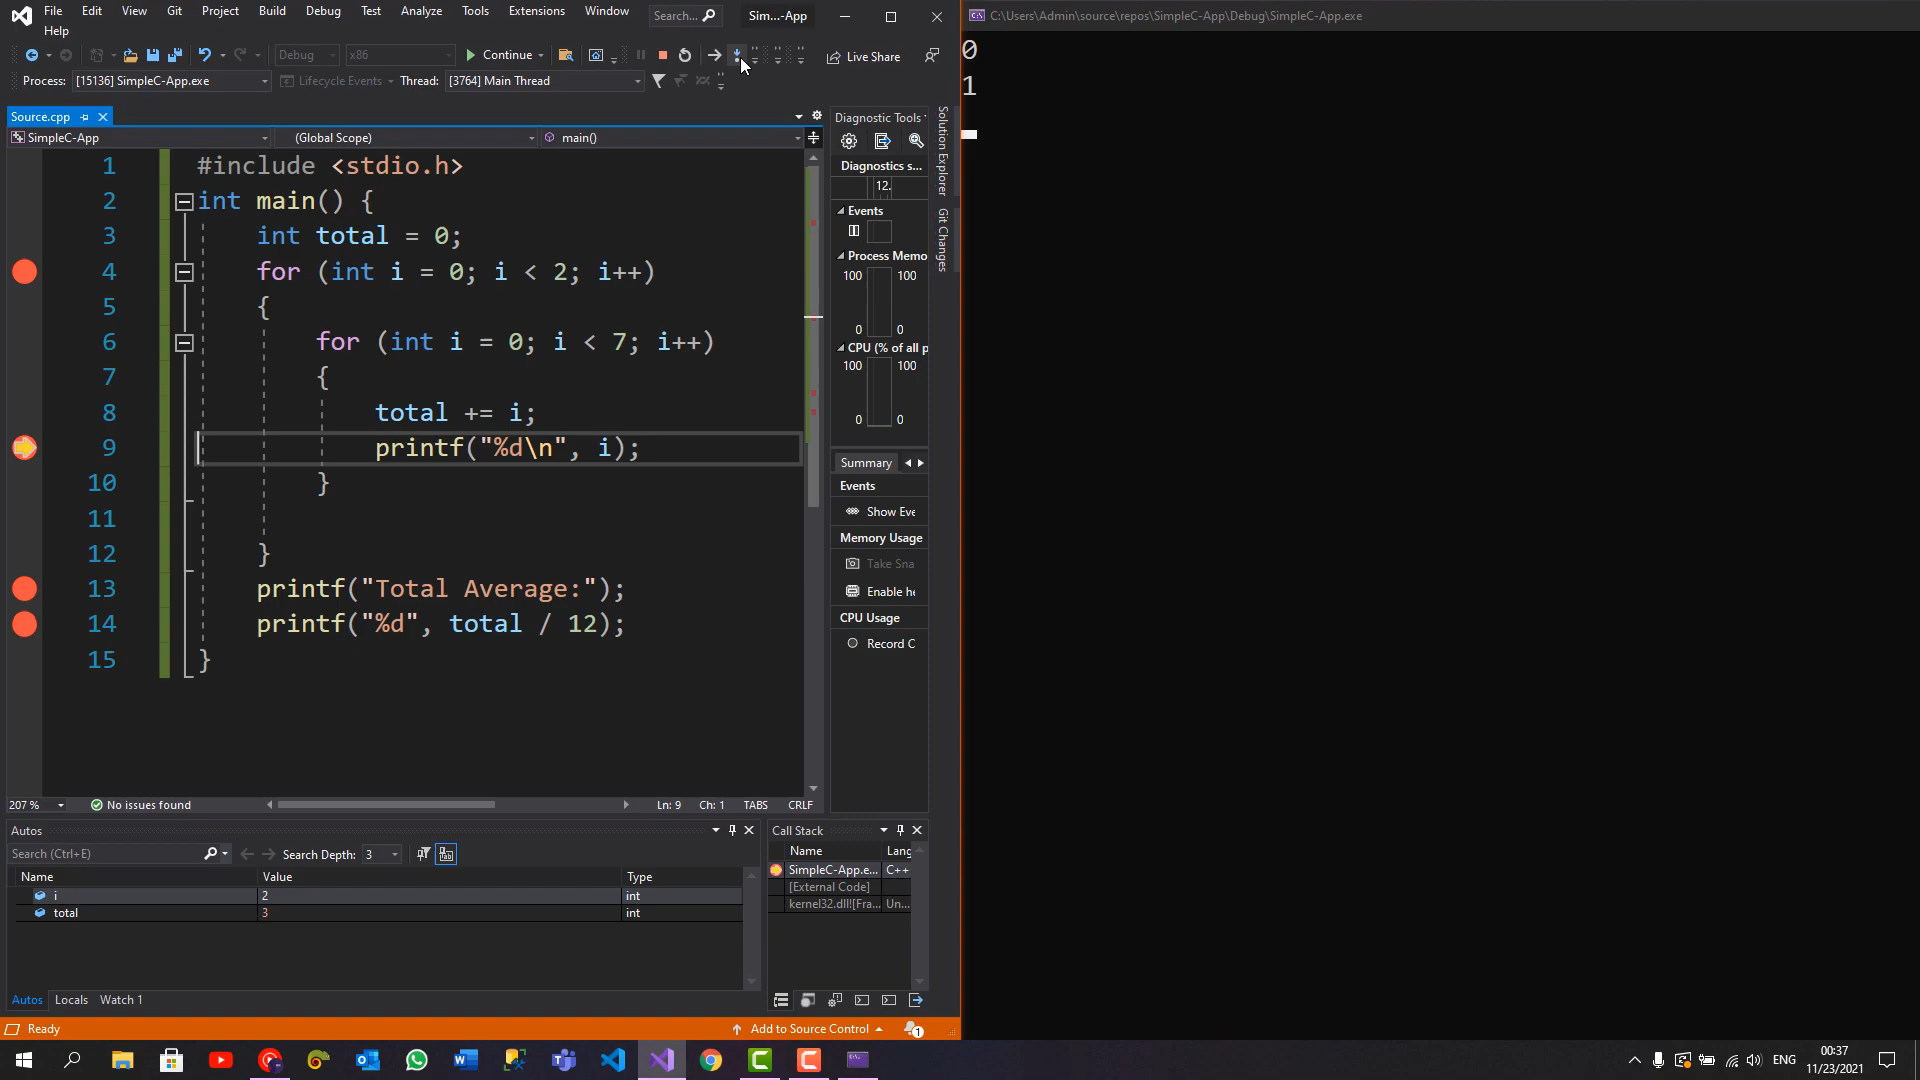 File Edit View Git Project Build Debug Test Analyze Tools Extensions Window
Search... Sim...-App
Help
Debug x86 Continue Live Share
Process: [15136] SimpleC-App.exe Lifecycle Events Thread: [3764] Main Thread
Source.cpp
SimpleC-App (Global Scope) main()
1 #include <stdio.h>
2 int main() {
3 int total = 0;
4 for (int i = 0; i < 2; i++)
5 {
6 for (int i = 0; i < 7; i++)
7 {
8 total += i;
9 printf("%d\n", i);
10 }
11
12 }
13 printf("Total Average:");
14 printf("%d", total / 12);
15 }
207 % No issues found Ln: 9 Ch: 1 TABS CRLF
Diagnostic Tools
Diagnostics s...
12.
Events
Process Memo
100 100
0 0
CPU (% of all p
100 100
0 0
Summary
Events
Show Eve
Memory Usage
Take Sna
Enable he
CPU Usage
Record C
Solution Explorer
Git Changes
Autos
Search (Ctrl+E) Search Depth: 3
Name Value Type
i 2 int
total 3 int
Autos Locals Watch 1
Call Stack
Name Lang
SimpleC-App.e... C++
[External Code]
kernel32.dll![Fra... Un...
Ready Add to Source Control 1
C:\Users\Admin\source\repos\SimpleC-App\Debug\SimpleC-App.exe
0
1
ENG
00:37
11/23/2021